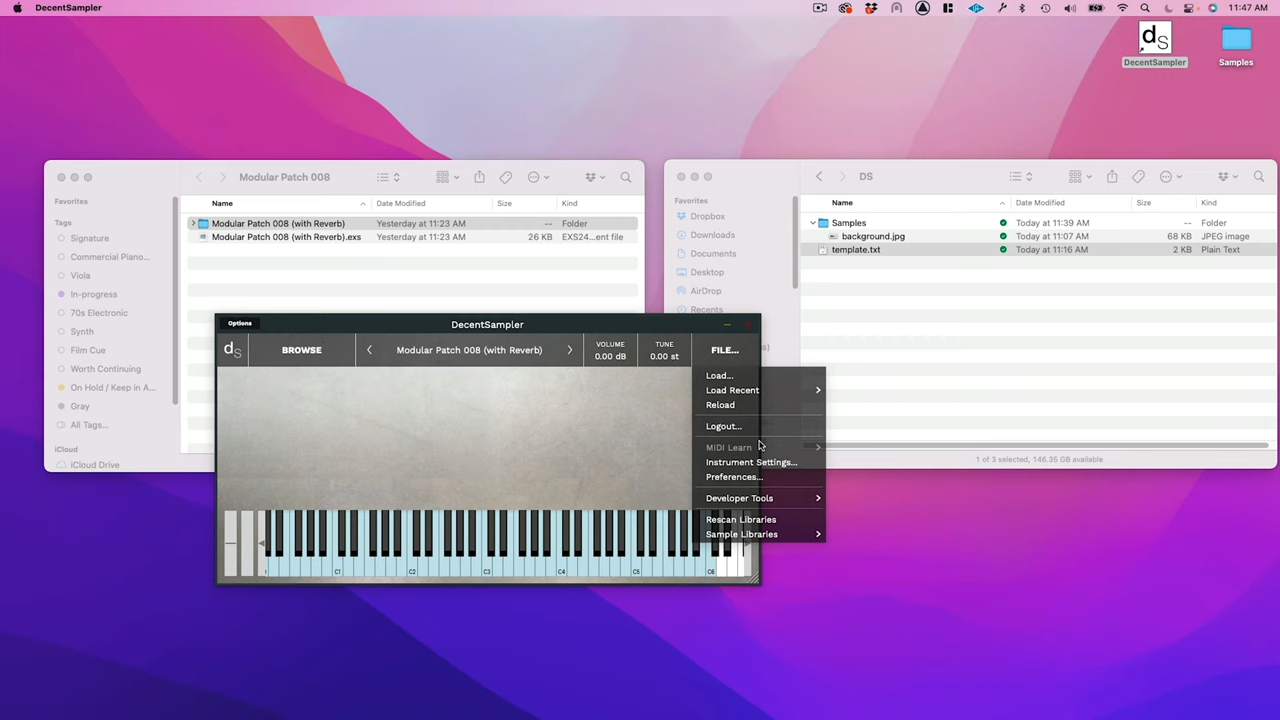 DecentSampler
11:47 AM
ds
DecentSampler
Samples
Modular Patch 008
Favorites
Tags
Signature
Commercial Piano...
Viola
In-progress
70s Electronic
Synth
Film Cue
Worth Continuing
On Hold / Keep in A...
Gray
All Tags...
iCloud
iCloud Drive
Name Date Modified Size Kind
Modular Patch 008 (with Reverb) Yesterday at 11:23 AM -- Folder
Modular Patch 008 (with Reverb).exs Yesterday at 11:23 AM 26 KB EXS24...ent file
DS
Favorites
Dropbox
Downloads
Documents
Desktop
AirDrop
Recents
Name Date Modified Size Kind
Samples Today at 11:39 AM -- Folder
background.jpg Today at 11:07 AM 68 KB JPEG image
template.txt Today at 11:16 AM 2 KB Plain Text
1 of 3 selected, 146.35 GB available
Options
DecentSampler
ds
BROWSE
Modular Patch 008 (with Reverb)
VOLUME
0.00 dB
TUNE
0.00 st
FILE...
Load...
Load Recent
Reload
Logout...
MIDI Learn
Instrument Settings...
Preferences...
Developer Tools
Rescan Libraries
Sample Libraries
C1 C2 C3 C4 C5 C6